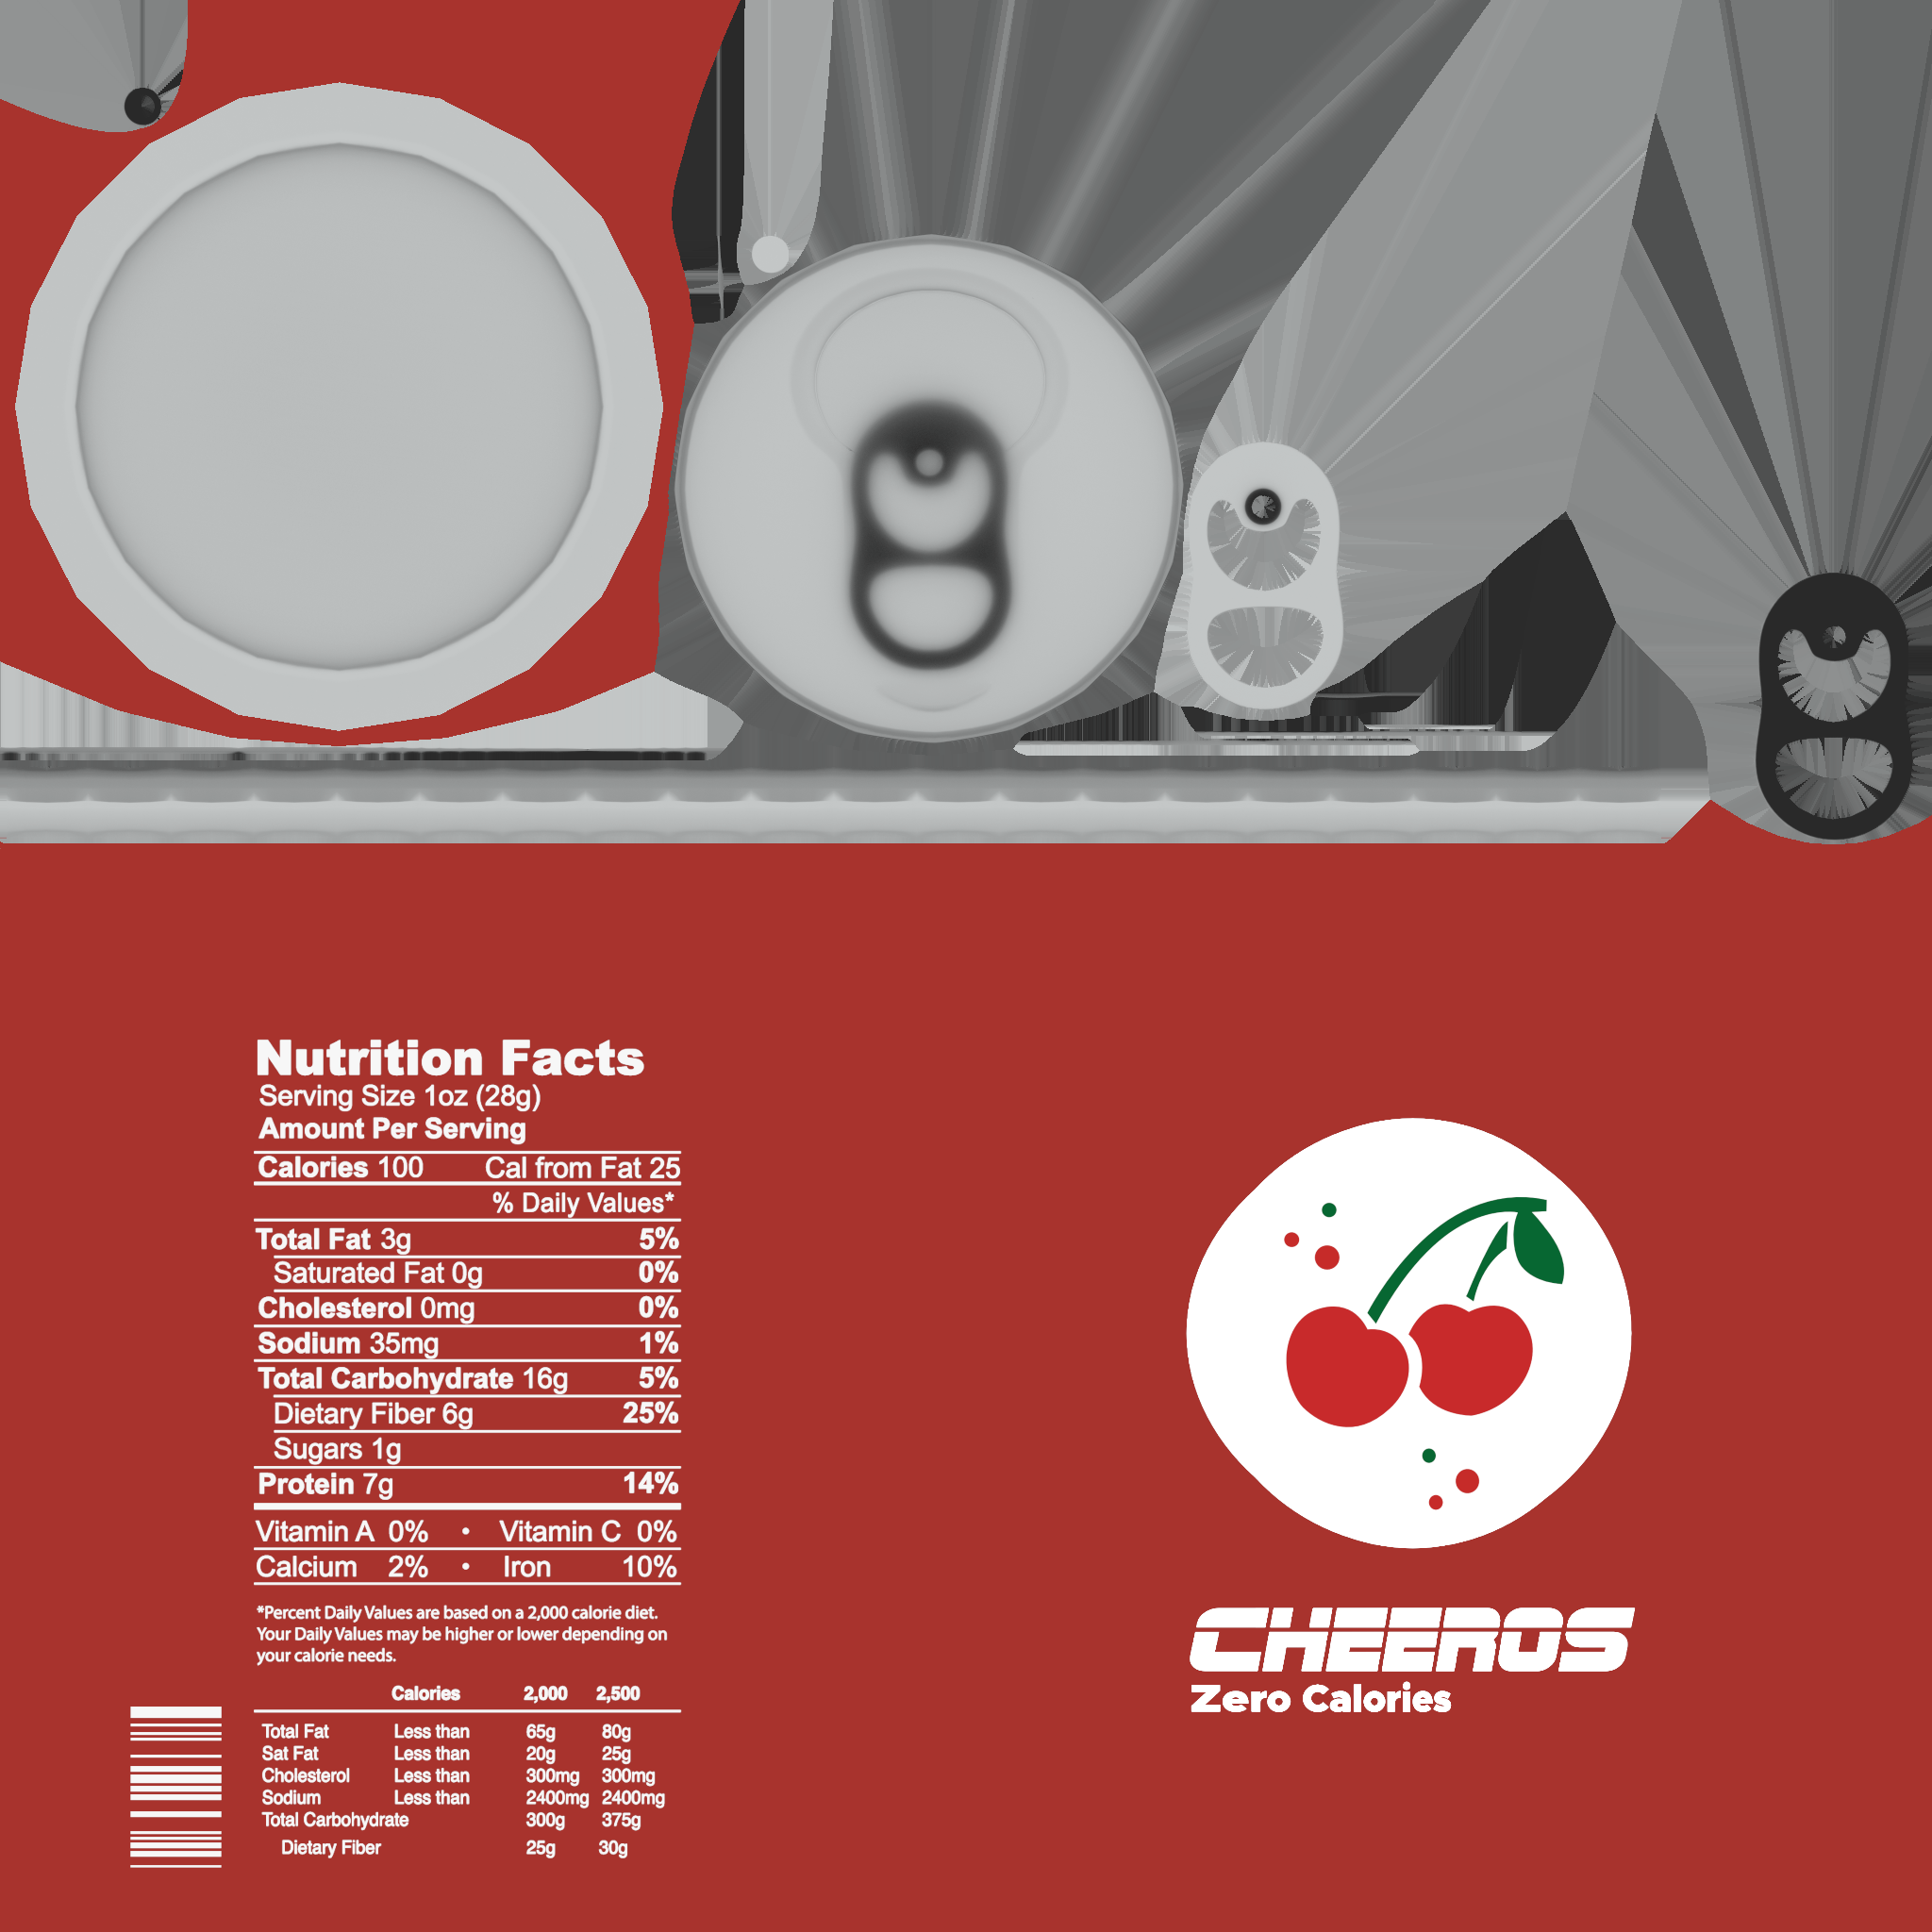 Nutrition Facts
Serving Size 1oz (28g)
Amount Per Serving
Calories 100 Cal from Fat 25
% Daily Values*
Total Fat 3g 5%
Saturated Fat 0g 0%
Cholesterol 0mg 0%
Sodium 35mg 1%
Total Carbohydrate 16g 5%
Dietary Fiber 6g 25%
Sugars 1g
Protein 7g 14%
Vitamin A 0% • Vitamin C 0%
Calcium 2% • Iron 10%
*Percent Daily Values are based on a 2,000 calorie diet.
Your Daily Values may be higher or lower depending on
your calorie needs.
Calories 2,000 2,500
Total Fat Less than 65g 80g
Sat Fat Less than 20g 25g
Cholesterol Less than 300mg 300mg
Sodium Less than 2400mg 2400mg
Total Carbohydrate 300g 375g
Dietary Fiber 25g 30g
CHEEROS
Zero Calories